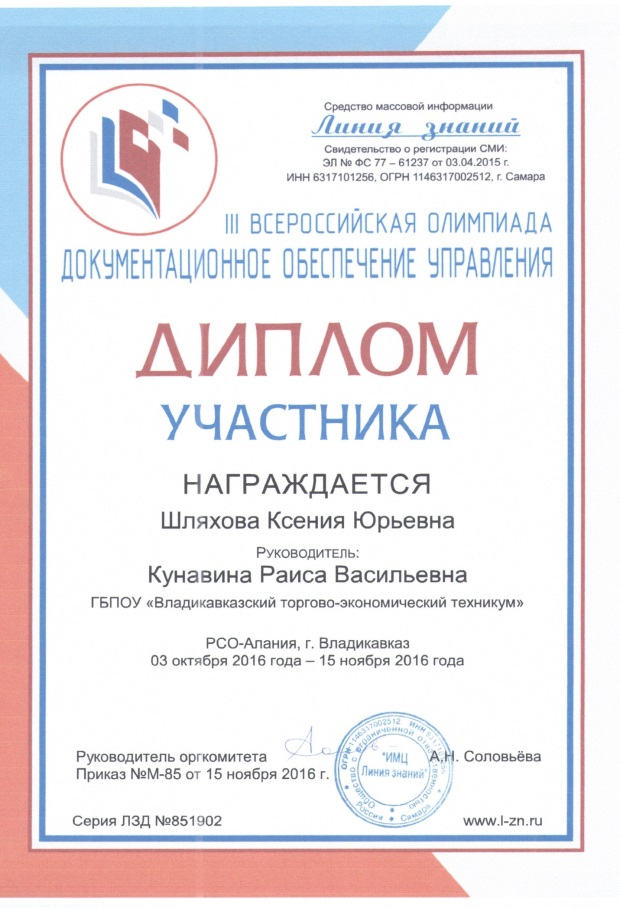 Средство массовой информации
Линия знаний
Свидетельство о регистрации СМИ:
ЭЛ № ФС 77 – 61237 от 03.04.2015 г.
ИНН 6317101256, ОГРН 1146317002512, г. Самара
III ВСЕРОССИЙСКАЯ ОЛИМПИАДА
ДОКУМЕНТАЦИОННОЕ ОБЕСПЕЧЕНИЕ УПРАВЛЕНИЯ
ДИПЛОМ
УЧАСТНИКА
НАГРАЖДАЕТСЯ
Шляхова Ксения Юрьевна
Руководитель:
Кунавина Раиса Васильевна
ГБПОУ «Владикавказский торгово-экономический техникум»
РСО-Алания, г. Владикавказ
03 октября 2016 года – 15 ноября 2016 года
Руководитель оргкомитета
А.Н. Соловьёва
Приказ №М-85 от 15 ноября 2016 г.
"ИМЦ
Линия знаний"
ОГРН 1146317002512 ИНН
Россия * Самара
Серия ЛЗД №851902
www.l-zn.ru